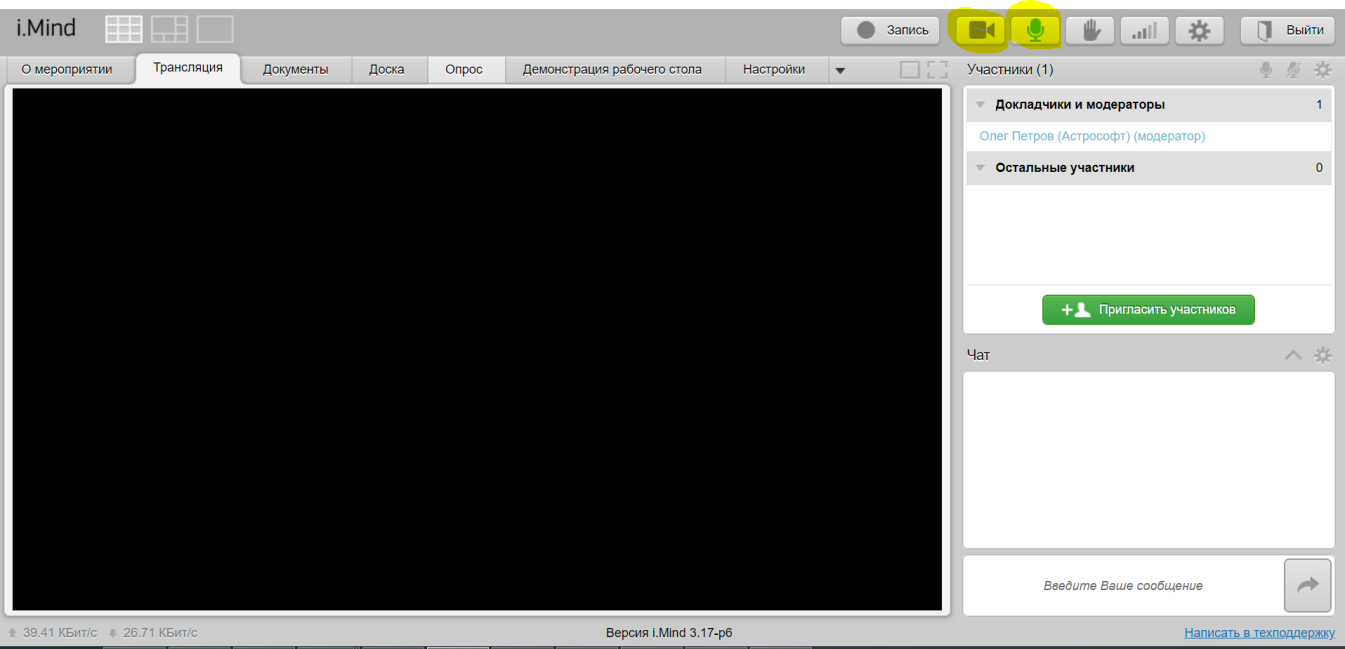 i.Mind
Запись
Выйти
О мероприятии
Трансляция
Документы
Доска
Опрос
Демонстрация рабочего стола
Настройки
Участники (1)
Докладчики и модераторы 1
Олег Петров (Астрософт) (модератор)
Остальные участники 0
Пригласить участников
Чат
Введите Ваше сообщение
39.41 КБит/с 26.71 КБит/с
Версия i.Mind 3.17-p6
Написать в техподдержку